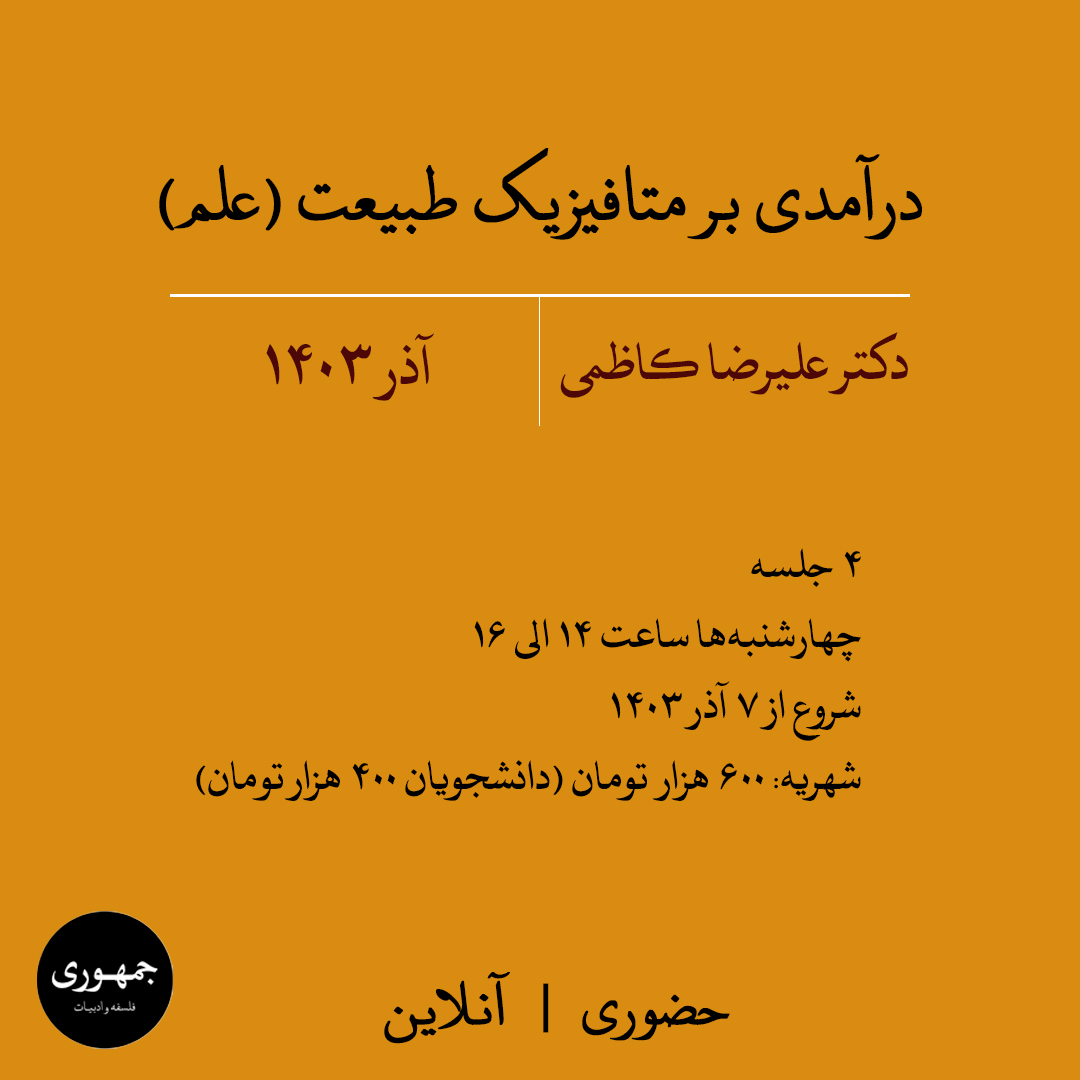 درآمدی بر متافیزیک طبیعت (علم)
دکتر علیرضا کاظمی
آذر ۱۴۰۳
۴ جلسه
چهارشنبه‌ها ساعت ۱۴ الی ۱۶
شروع از ۷ آذر ۱۴۰۳
شهریه: ۶۰۰ هزار تومان (دانشجویان ۴۰۰ هزار تومان)
حضوری | آنلاین
جمهوری
فلسفه و ادبیات